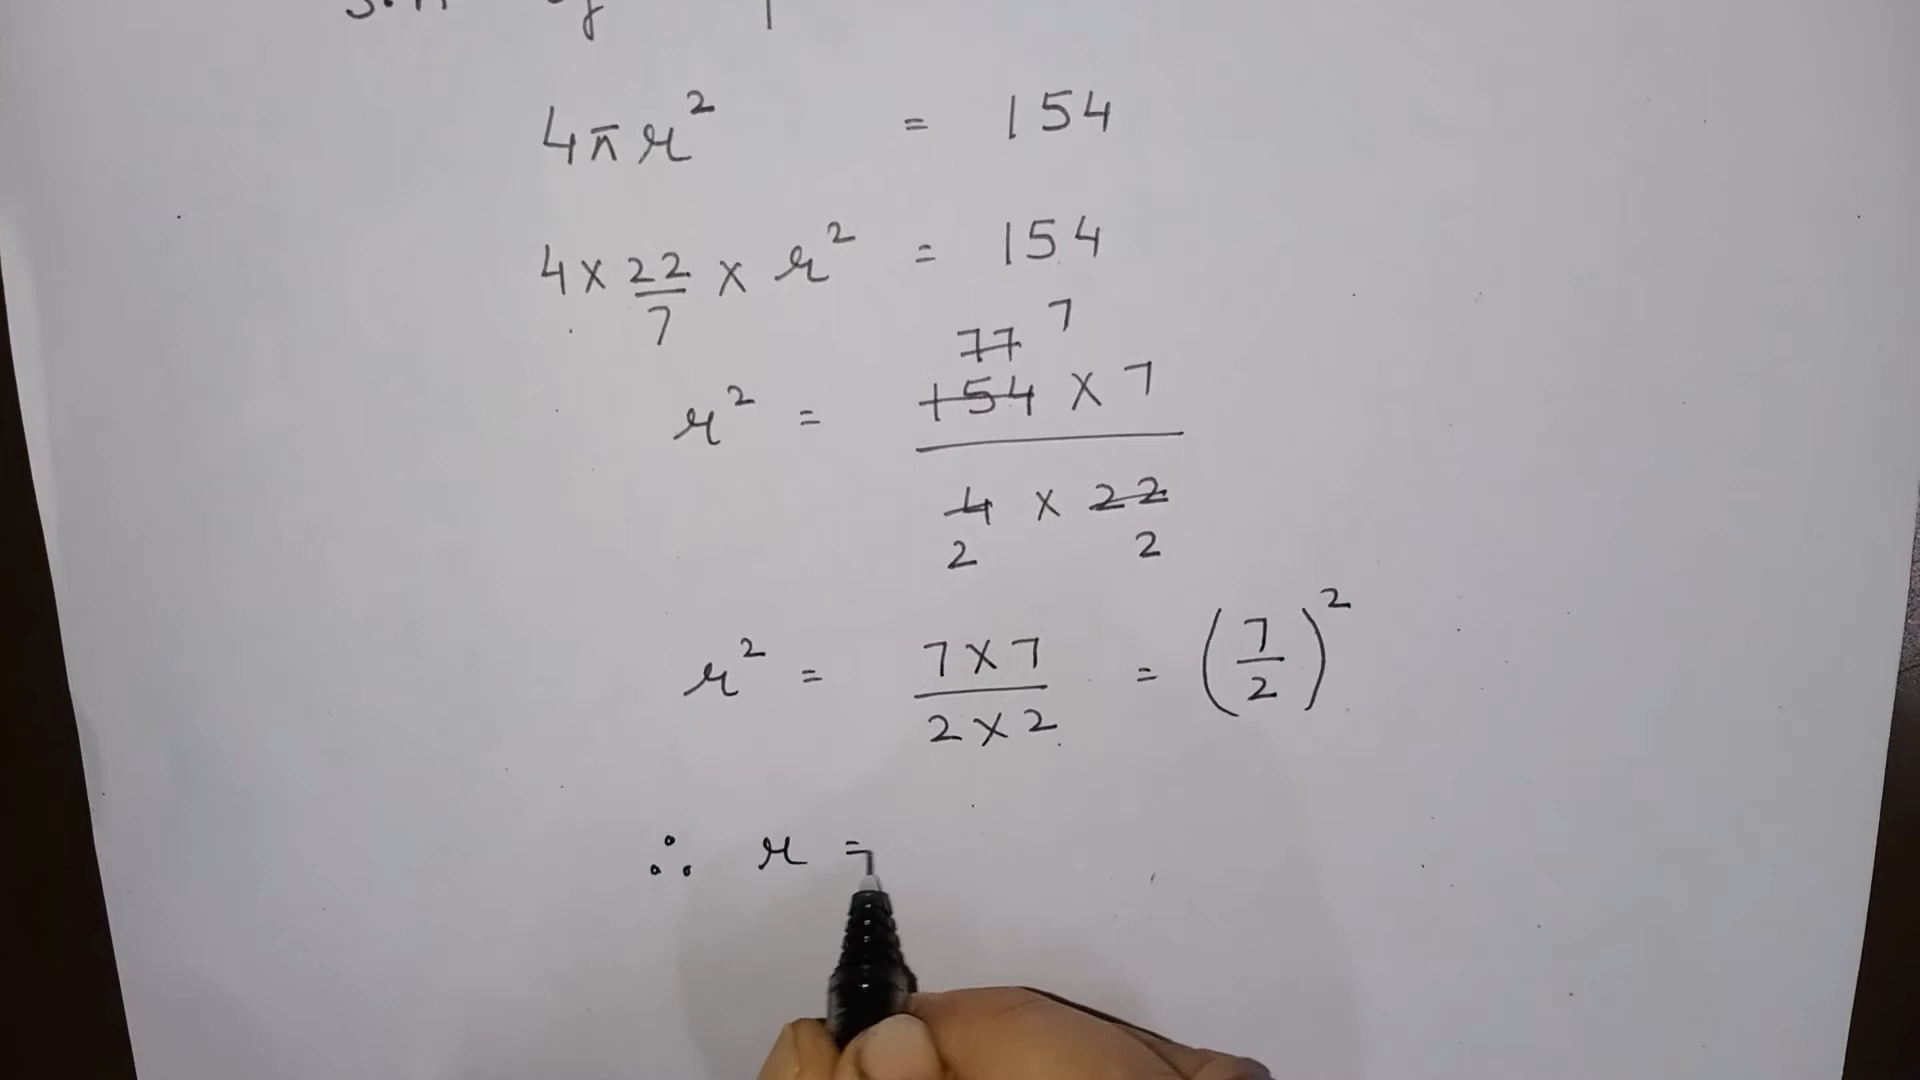 4πr² = 154
4 × 22/7 × r² = 154
77 7
r² = 154 × 7
4 × 22
2 2
r² = 7×7 / 2×2 = (7/2)²
∴ r =